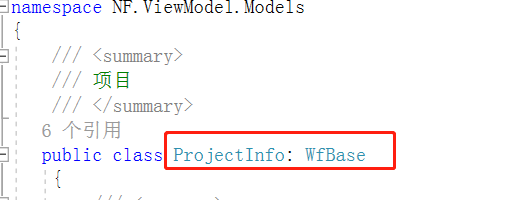 namespace NF.ViewModel.Models
{
/// <summary>
/// 项目
/// </summary>
6 个引用
public class ProjectInfo: WfBase
{